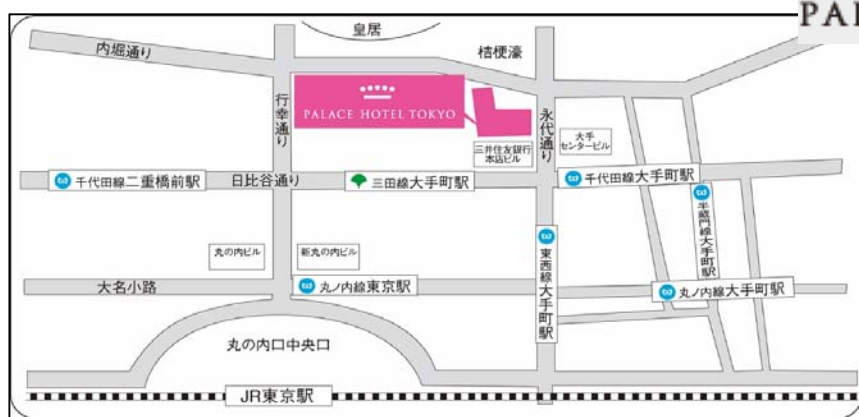 PAL
皇居
内堀通り
桔梗濠
行幸通り
PALACE HOTEL TOKYO
永代通り
三井住友銀行
本店ビル
大手
センタービル
千代田線二重橋前駅
日比谷通り
三田線大手町駅
千代田線大手町駅
半蔵門線大手町駅
丸の内ビル
新丸の内ビル
東西線大手町駅
大名小路
丸ノ内線東京駅
丸ノ内線大手町駅
丸の内口中央口
JR東京駅